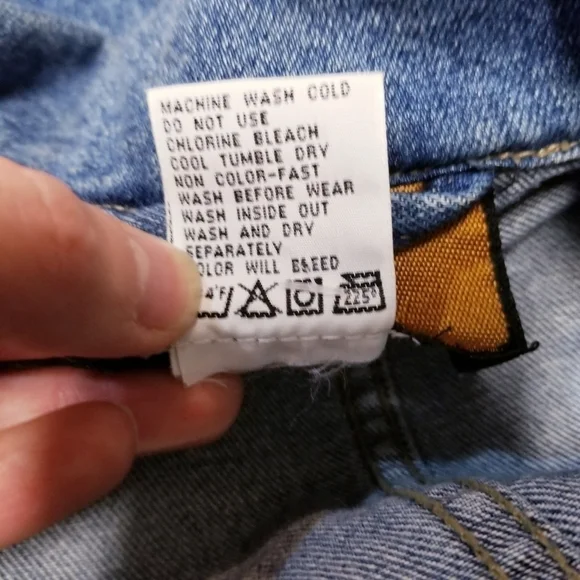 MACHINE WASH COLD
DO NOT USE
CHLORINE BLEACH
COOL TUMBLE DRY
NON COLOR-FAST
WASH BEFORE WEAR
WASH INSIDE OUT
WASH AND DRY
SEPARATELY
COLOR WILL BLEED
4°F 225°